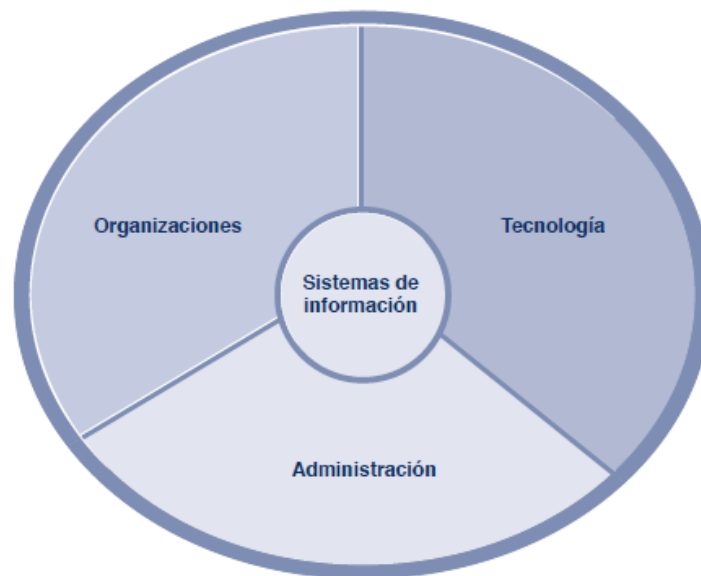 Organizaciones
Tecnología
Sistemas de
información
Administración